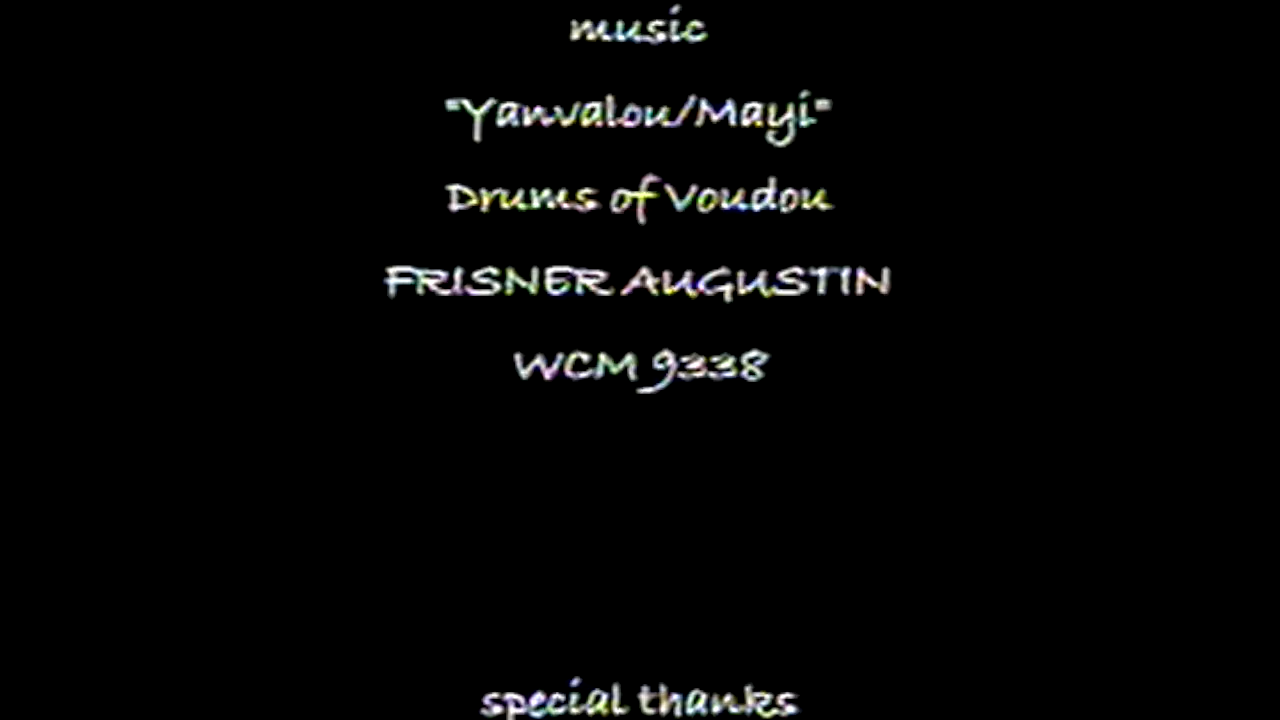 music
"Yanvalou/Mayi"
Drums of Voudou
FRISNER AUGUSTIN
WCM 9338
special thanks